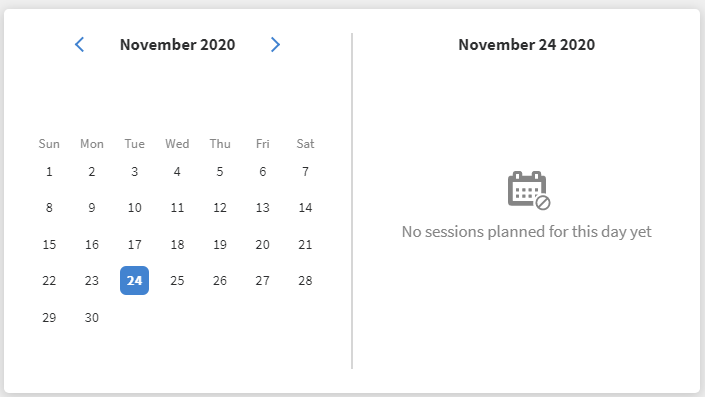 November 2020
Sun Mon Tue Wed Thu Fri Sat
1 2 3 4 5 6 7
8 9 10 11 12 13 14
15 16 17 18 19 20 21
22 23 24 25 26 27 28
29 30
November 24 2020
No sessions planned for this day yet